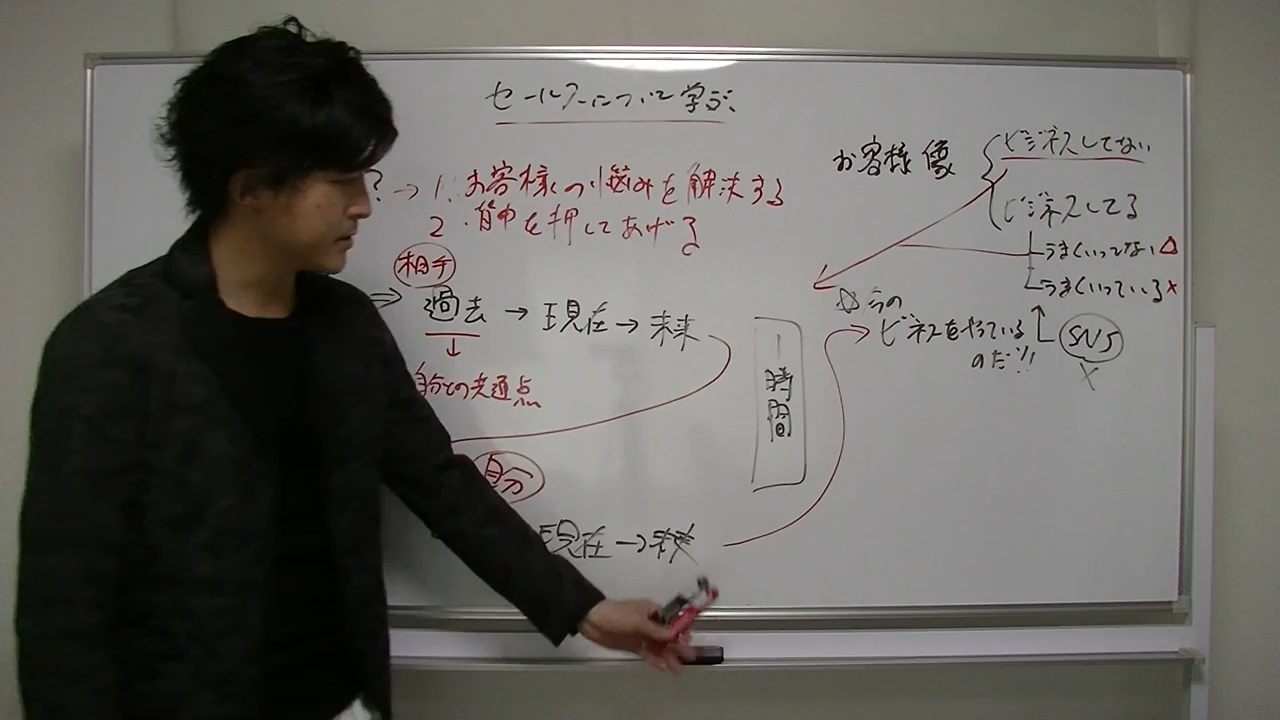 セールスについて学ぶ
? → 1. お客様の悩みを解決する
2. 背中を押してあげる
相手
⇒ 過去 → 現在 → 未来
↓
自分との共通点
自分
現在 → 未来
一時間
お客様像
ビジネスしてない
ビジネスしてる
うまくいってない △
うまくいっている ×
☆ 今の
ビネスをやっている
のだ!!
SNS
×